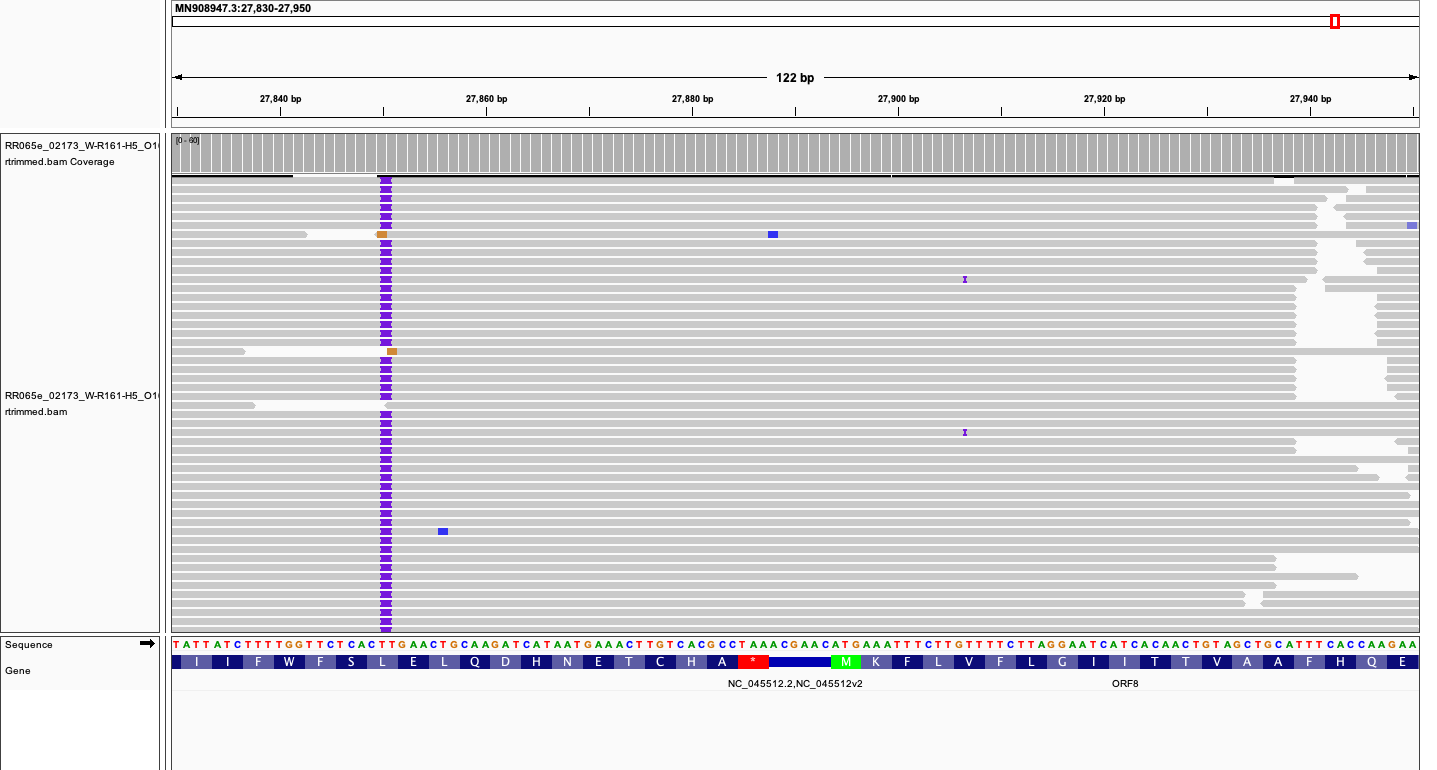 MN908947.3:27,830-27,950
122 bp
27,840 bp 27,860 bp 27,880 bp 27,900 bp 27,920 bp 27,940 bp
RR065e_02173_W-R161-H5_O1
rtrimmed.bam Coverage
[0 - 60]
RR065e_02173_W-R161-H5_O1
rtrimmed.bam
Sequence
T A T T A T C T T T T G G T T C T C A C T T G A A C T G C A A G A T C A T A A T G A A A C T T G T C A C G C C T A A A C G A A C A T G A A A T T T C T T G T T T T C T T A G G A A T C A T C A C A A C T G T A G C T G C A T T T C A C C A A G A A
Gene
I I F W F S L E L Q D H N E T C H A * M K F L V F L G I I T T V A A F H Q E
NC_045512.2,NC_045512v2 ORF8